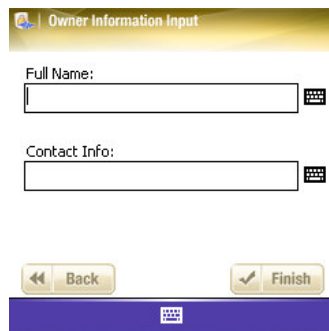 Owner Information Input
Full Name:
Contact Info:
Back
Finish